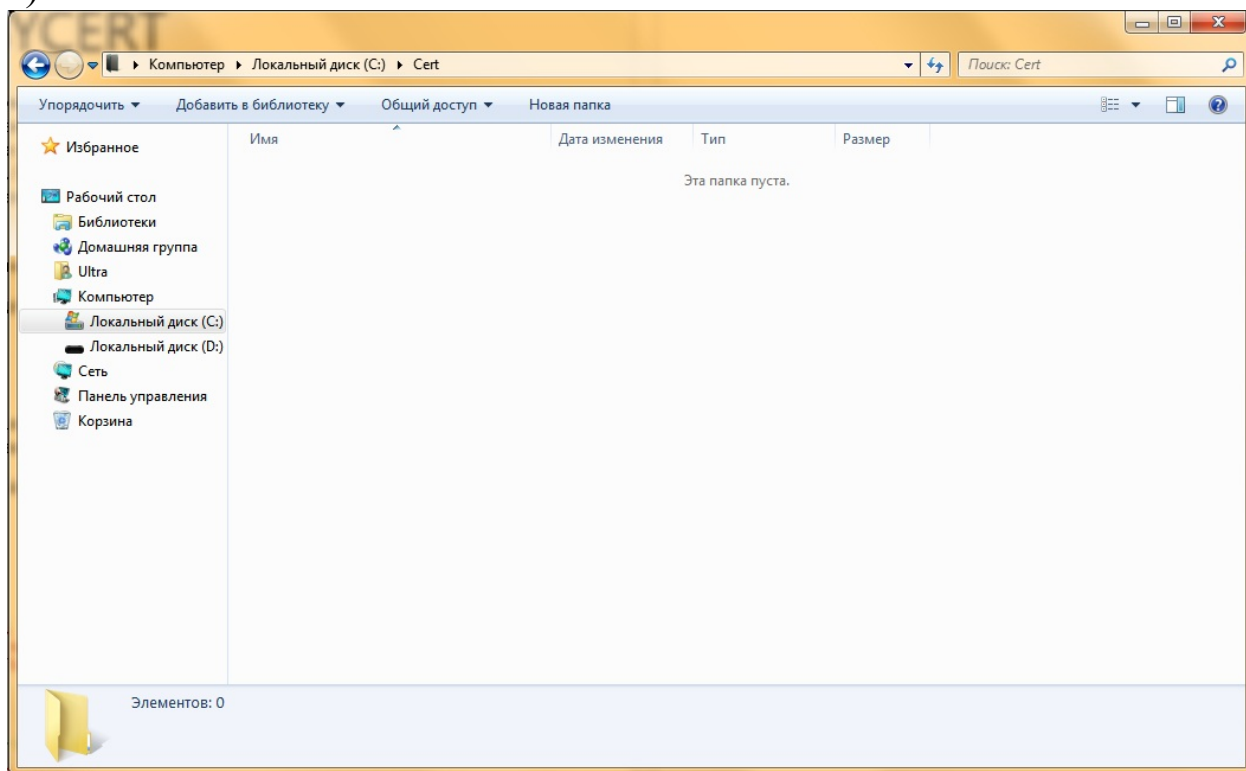 )
YCERT
Компьютер Локальный диск (C:) Cert Поиск: Cert
Упорядочить Добавить в библиотеку Общий доступ Новая папка
Имя Дата изменения Тип Размер
Эта папка пуста.
Избранное
Рабочий стол
Библиотеки
Домашняя группа
Ultra
Компьютер
Локальный диск (C:)
Локальный диск (D:)
Сеть
Панель управления
Корзина
Элементов: 0